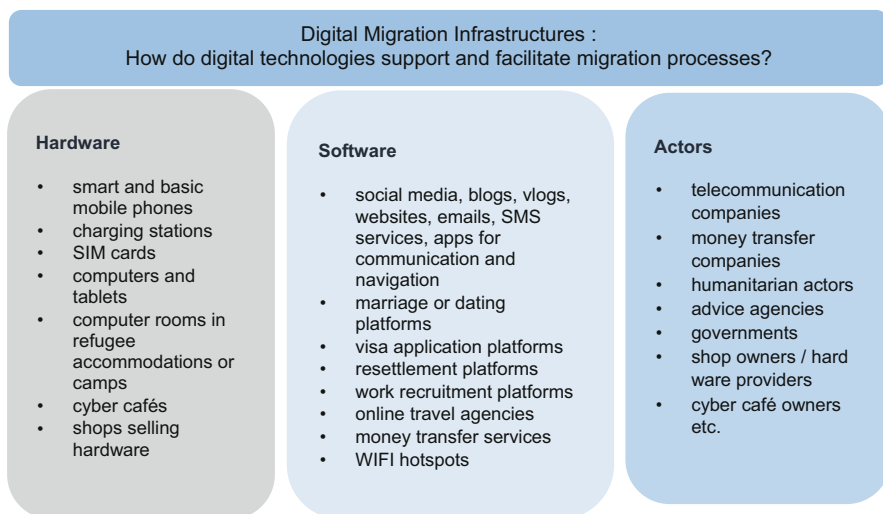 Digital Migration Infrastructures :
How do digital technologies support and facilitate migration processes?
Hardware
• smart and basic
mobile phones
• charging stations
• SIM cards
• computers and
tablets
• computer rooms in
refugee
accommodations or
camps
• cyber cafés
• shops selling
hardware
Software
• social media, blogs, vlogs,
websites, emails, SMS
services, apps for
communication and
navigation
• marriage or dating
platforms
• visa application platforms
• resettlement platforms
• work recruitment platforms
• online travel agencies
• money transfer services
• WIFI hotspots
Actors
• telecommunication
companies
• money transfer
companies
• humanitarian actors
• advice agencies
• governments
• shop owners / hard
ware providers
• cyber café owners
etc.